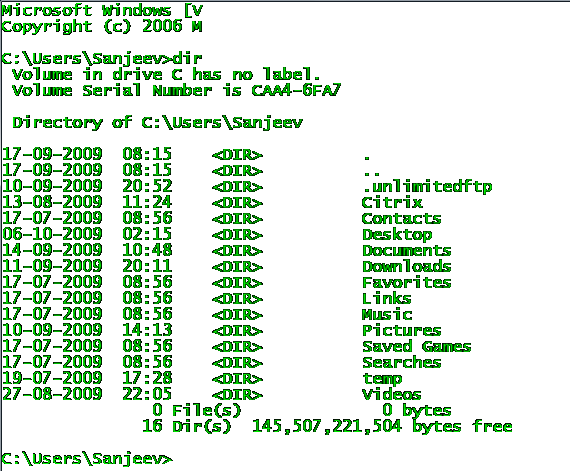 Microsoft Windows [V
Copyright (c) 2006 M

C:\Users\Sanjeev>dir
 Volume in drive C has no label.
 Volume Serial Number is CAA4-6FA7

 Directory of C:\Users\Sanjeev

17-09-2009  08:15    <DIR>          .
17-09-2009  08:15    <DIR>          ..
10-09-2009  20:52    <DIR>          .unlimitedftp
13-08-2009  11:24    <DIR>          Citrix
17-07-2009  08:56    <DIR>          Contacts
06-10-2009  02:15    <DIR>          Desktop
14-09-2009  10:48    <DIR>          Documents
11-09-2009  20:11    <DIR>          Downloads
17-07-2009  08:56    <DIR>          Favorites
17-07-2009  08:56    <DIR>          Links
17-07-2009  08:56    <DIR>          Music
10-09-2009  14:13    <DIR>          Pictures
17-07-2009  08:56    <DIR>          Saved Games
17-07-2009  08:56    <DIR>          Searches
19-07-2009  17:28    <DIR>          temp
27-08-2009  22:05    <DIR>          Videos
               0 File(s)              0 bytes
              16 Dir(s)  145,507,221,504 bytes free

C:\Users\Sanjeev>